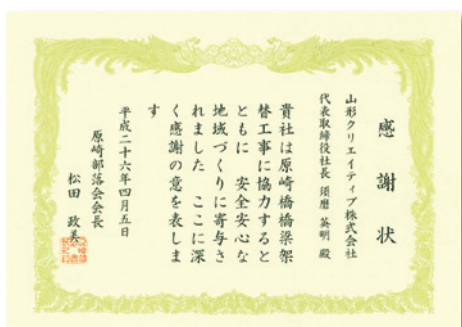 感謝状
山形クリエイティブ株式会社
代表取締役社長 須磨 英明 殿
貴社は原崎橋橋梁架
替工事に協力すると
ともに 安全安心な
地域づくりに寄与さ
れました ここに深
く感謝の意を表しま
す
平成二十六年四月五日
原崎部落会会長
松田 政美